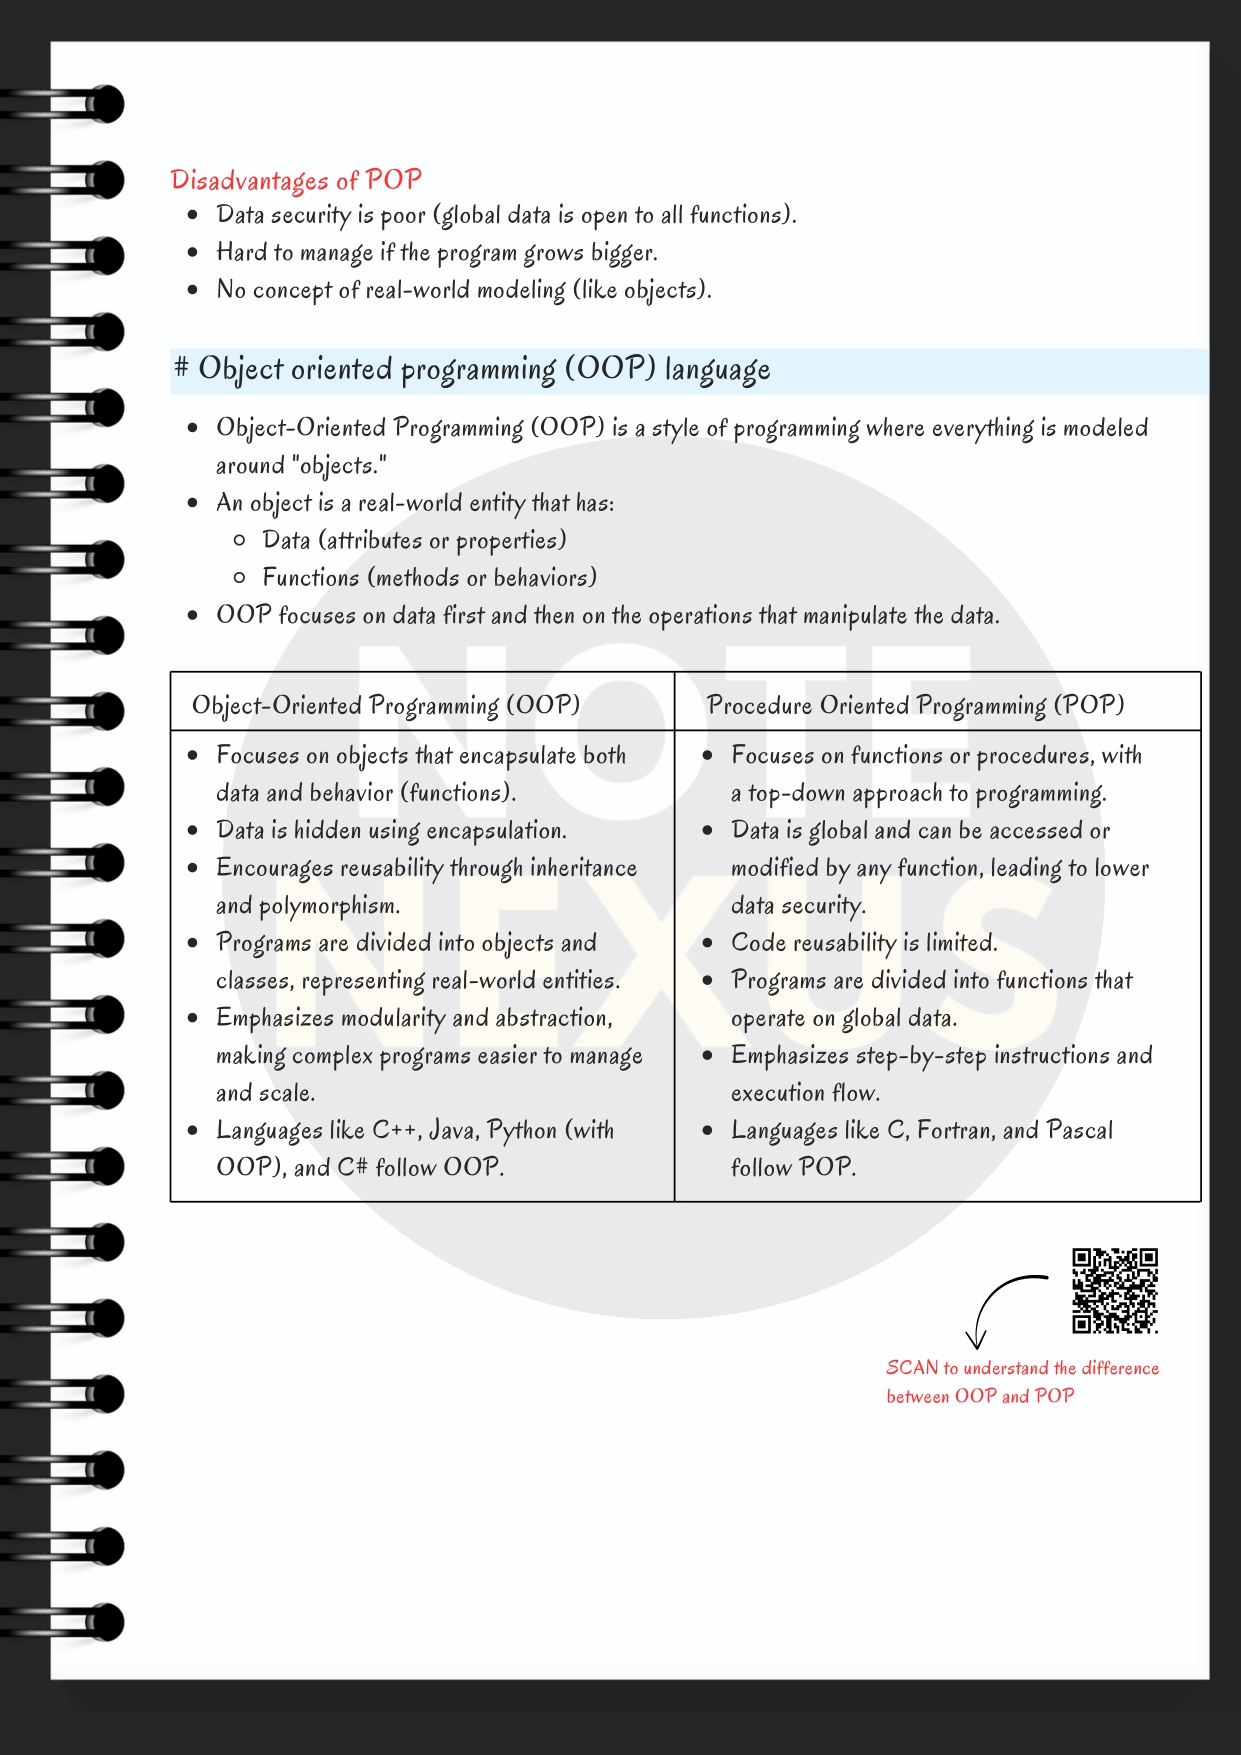 Disadvantages of POP
• Data security is poor (global data is open to all functions).
• Hard to manage if the program grows bigger.
• No concept of real-world modeling (like objects).
# Object oriented programming (OOP) language
• Object-Oriented Programming (OOP) is a style of programming where everything is modeled
around "objects."
• An object is a real-world entity that has:
○ Data (attributes or properties)
○ Functions (methods or behaviors)
• OOP focuses on data first and then on the operations that manipulate the data.
Object-Oriented Programming (OOP)
• Focuses on objects that encapsulate both
data and behavior (functions).
• Data is hidden using encapsulation.
• Encourages reusability through inheritance
and polymorphism.
• Programs are divided into objects and
classes, representing real-world entities.
• Emphasizes modularity and abstraction,
making complex programs easier to manage
and scale.
• Languages like C++, Java, Python (with
OOP), and C# follow OOP.
Procedure Oriented Programming (POP)
• Focuses on functions or procedures, with
a top-down approach to programming.
• Data is global and can be accessed or
modified by any function, leading to lower
data security.
• Code reusability is limited.
• Programs are divided into functions that
operate on global data.
• Emphasizes step-by-step instructions and
execution flow.
• Languages like C, Fortran, and Pascal
follow POP.
NOTE
NEXUS
SCAN to understand the difference
between OOP and POP